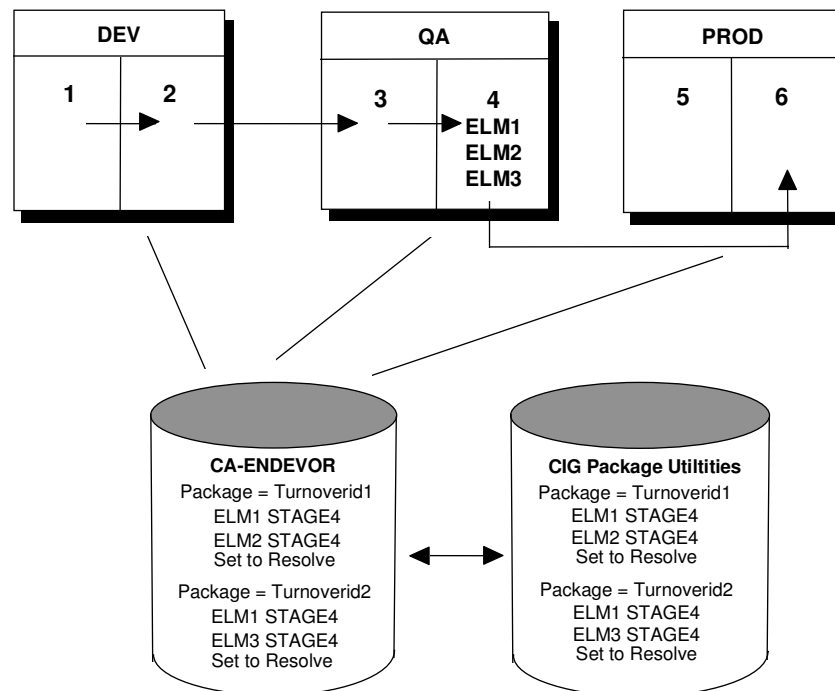 DEV
QA
PROD
1
2
3
4
5
6
ELM1
ELM2
ELM3
CA-ENDEVOR
Package = Turnoverid1
ELM1 STAGE4
ELM2 STAGE4
Set to Resolve
Package = Turnoverid2
ELM1 STAGE4
ELM3 STAGE4
Set to Resolve
CIG Package Utiltities
Package = Turnoverid1
ELM1 STAGE4
ELM2 STAGE4
Set to Resolve
Package = Turnoverid2
ELM1 STAGE4
ELM3 STAGE4
Set to Resolve